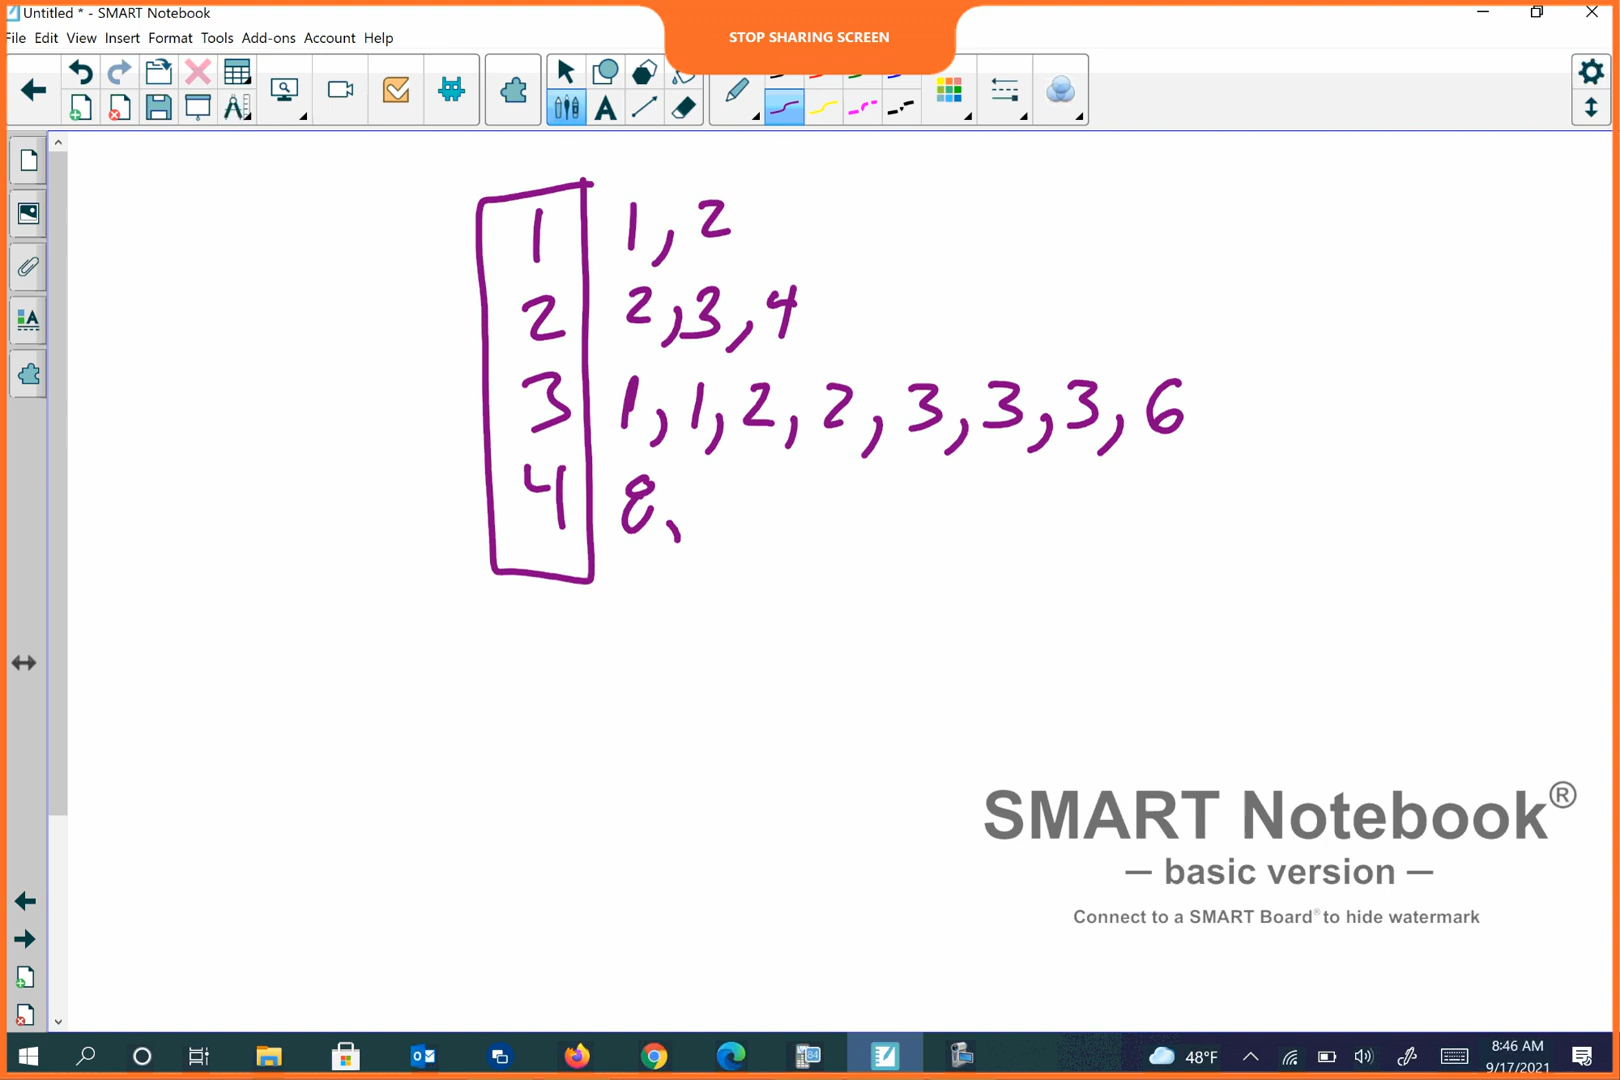 Untitled * - SMART Notebook
STOP SHARING SCREEN
File Edit View Insert Format Tools Add-ons Account Help
1 1, 2
2 2, 3, 4
3 1, 1, 2, 2, 3, 3, 3, 6
4 8,
SMART Notebook®
— basic version —
Connect to a SMART Board® to hide watermark
48°F
8:46 AM
9/17/2021